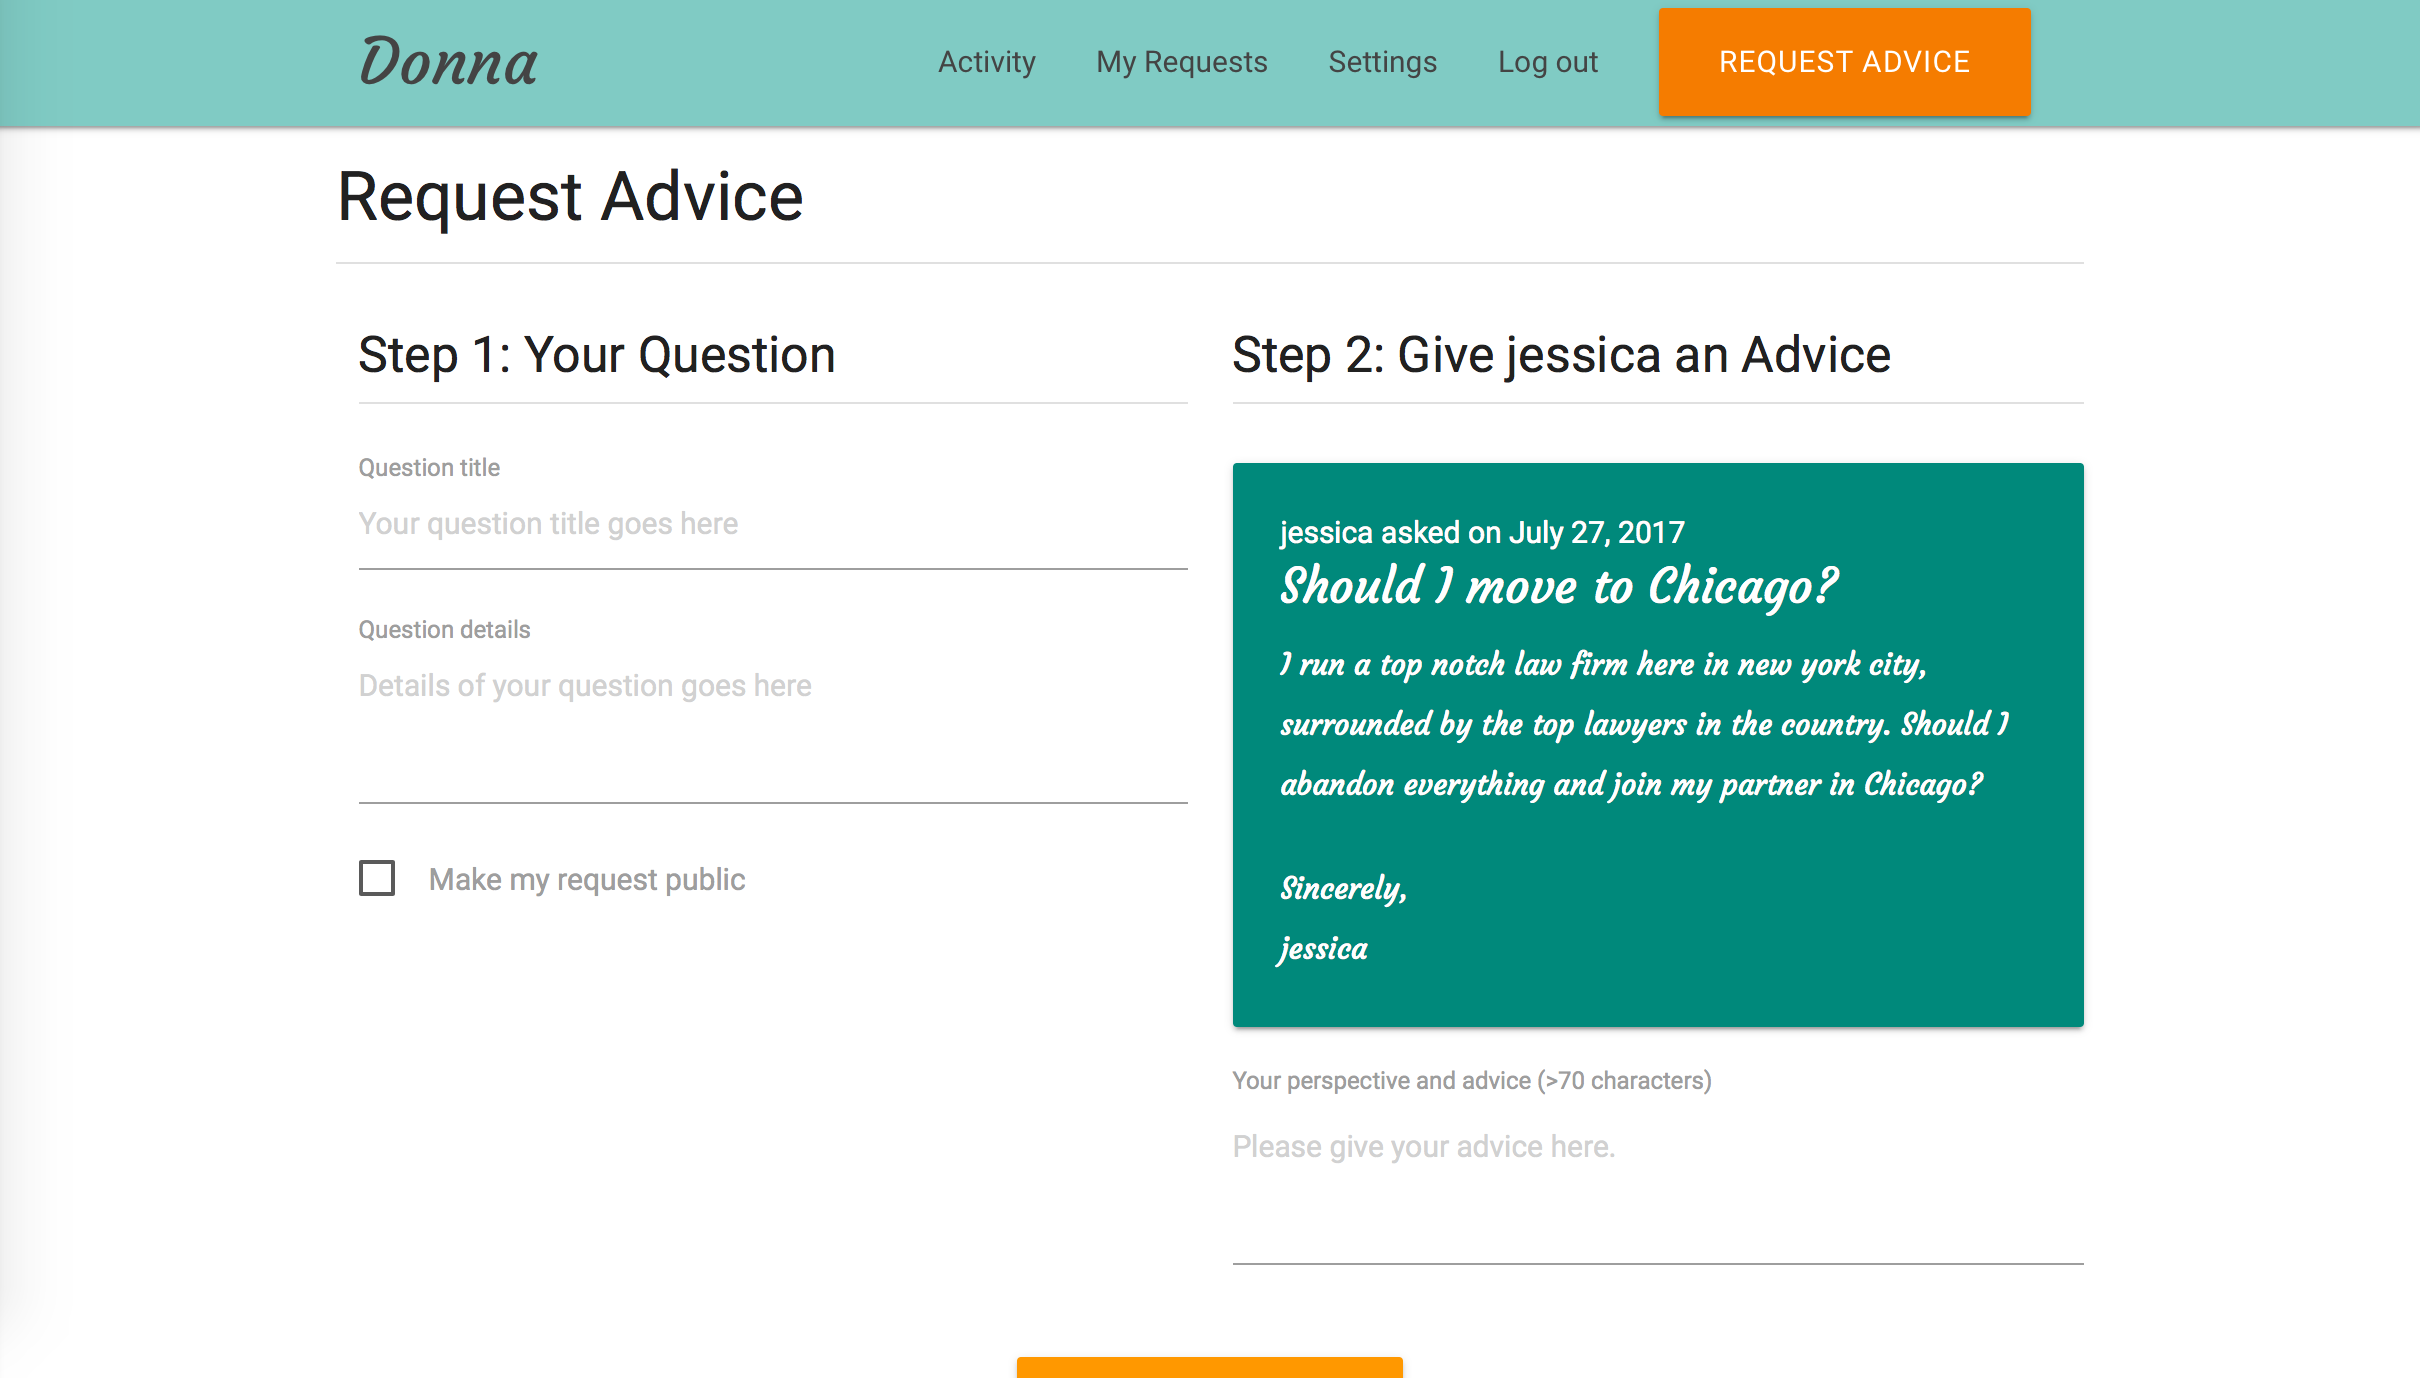 Donna
Activity
My Requests
Settings
Log out
REQUEST ADVICE
Request Advice
Step 1: Your Question
Question title
Your question title goes here
Question details
Details of your question goes here
Make my request public
Step 2: Give jessica an Advice
jessica asked on July 27, 2017
Should I move to Chicago?
I run a top notch law firm here in new york city,
surrounded by the top lawyers in the country. Should I
abandon everything and join my partner in Chicago?
Sincerely,
jessica
Your perspective and advice (>70 characters)
Please give your advice here.